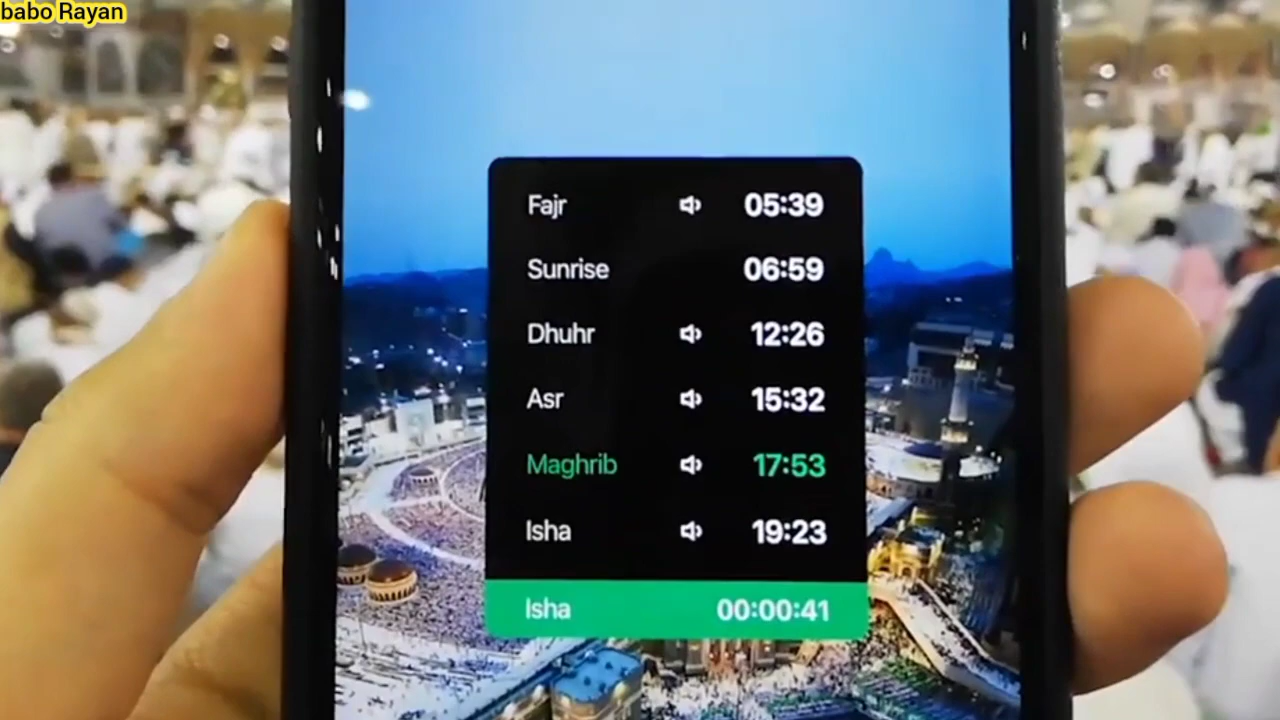 babo Rayan
Fajr 05:39
Sunrise 06:59
Dhuhr 12:26
Asr 15:32
Maghrib 17:53
Isha 19:23
Isha 00:00:41